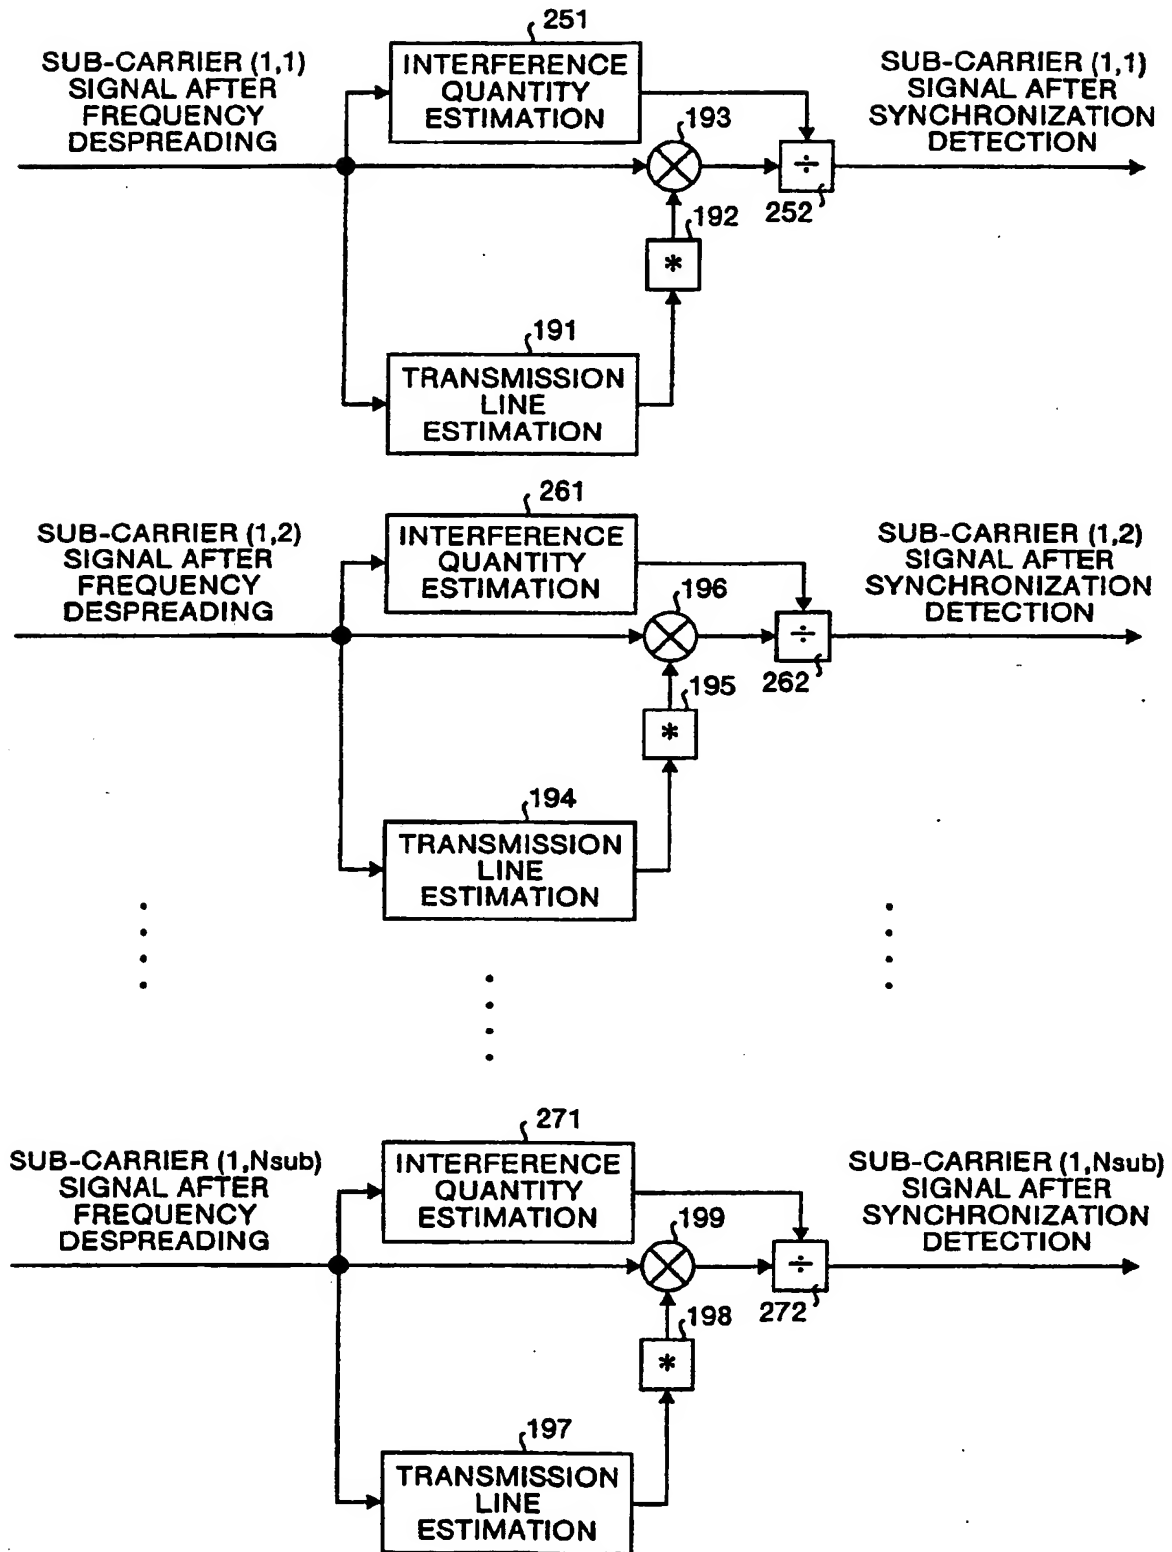 251
SUB-CARRIER (1,1)
SIGNAL AFTER
FREQUENCY
DESPREADING
INTERFERENCE
QUANTITY
ESTIMATION
SUB-CARRIER (1,1)
SIGNAL AFTER
SYNCHRONIZATION
DETECTION
193
÷
252
192
*
191
TRANSMISSION
LINE
ESTIMATION
261
SUB-CARRIER (1,2)
SIGNAL AFTER
FREQUENCY
DESPREADING
INTERFERENCE
QUANTITY
ESTIMATION
SUB-CARRIER (1,2)
SIGNAL AFTER
SYNCHRONIZATION
DETECTION
196
÷
262
195
*
194
TRANSMISSION
LINE
ESTIMATION
271
SUB-CARRIER (1,Nsub)
SIGNAL AFTER
FREQUENCY
DESPREADING
INTERFERENCE
QUANTITY
ESTIMATION
SUB-CARRIER (1,Nsub)
SIGNAL AFTER
SYNCHRONIZATION
DETECTION
199
÷
272
198
*
197
TRANSMISSION
LINE
ESTIMATION